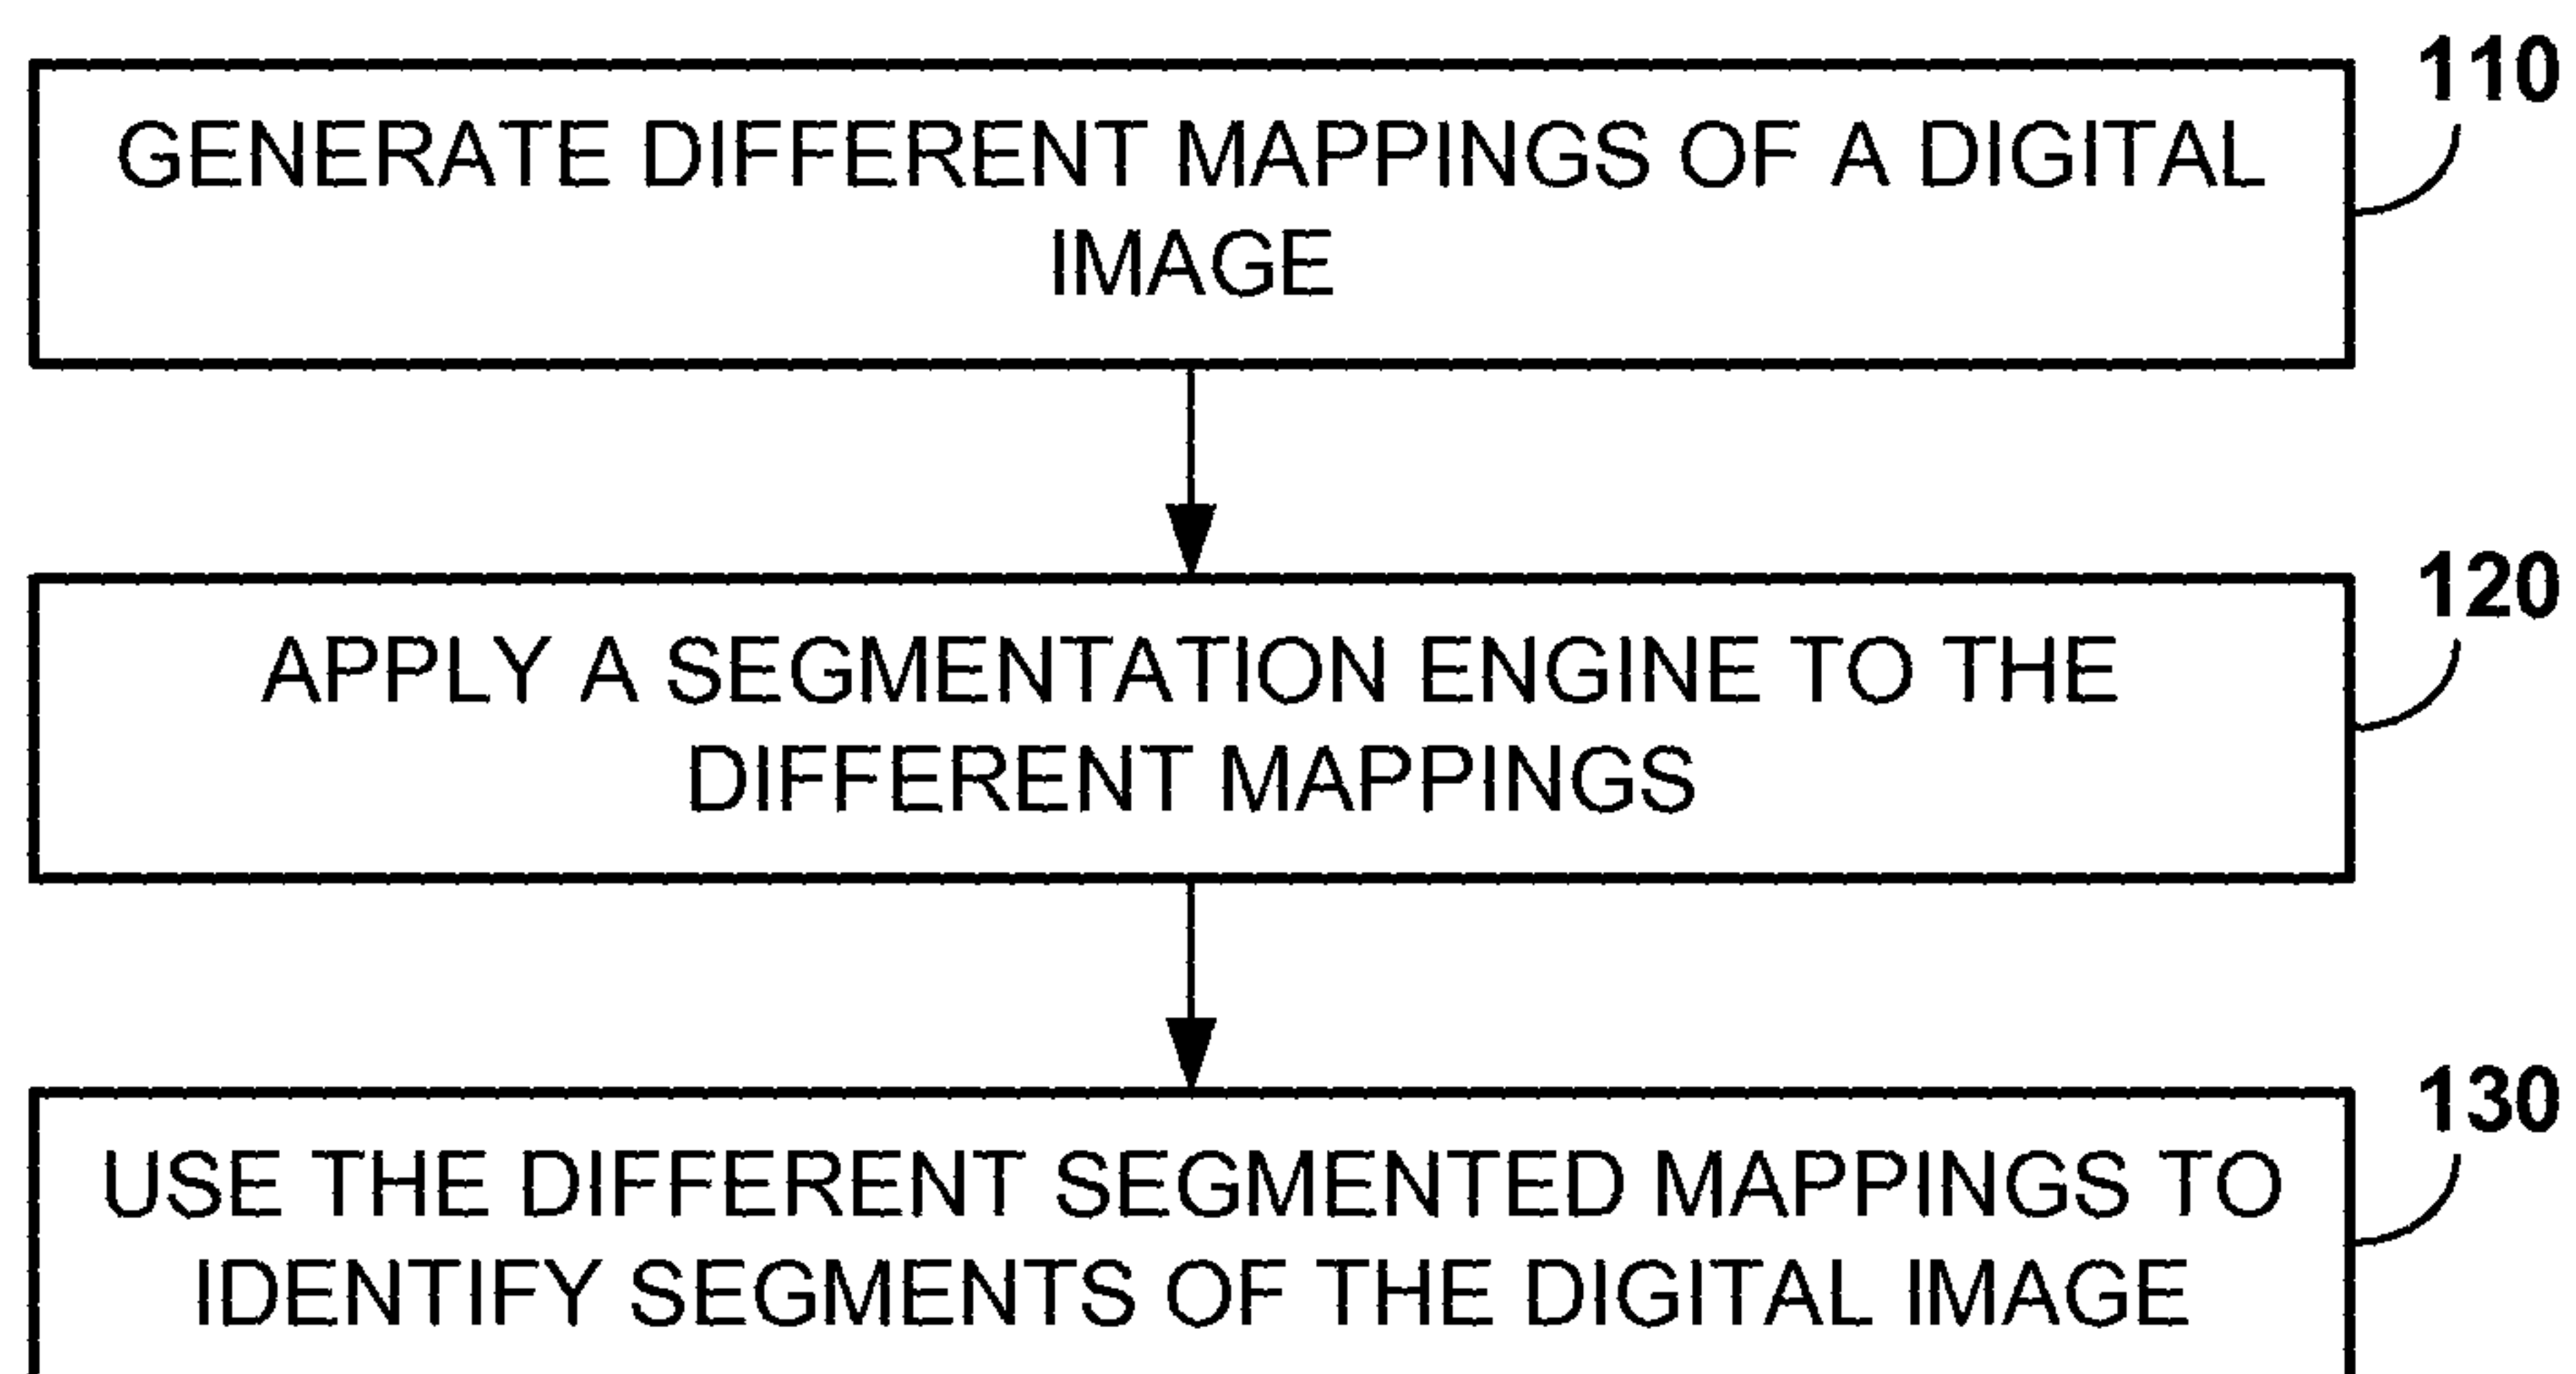 110
GENERATE DIFFERENT MAPPINGS OF A DIGITAL
IMAGE
120
APPLY A SEGMENTATION ENGINE TO THE
DIFFERENT MAPPINGS
130
USE THE DIFFERENT SEGMENTED MAPPINGS TO
IDENTIFY SEGMENTS OF THE DIGITAL IMAGE